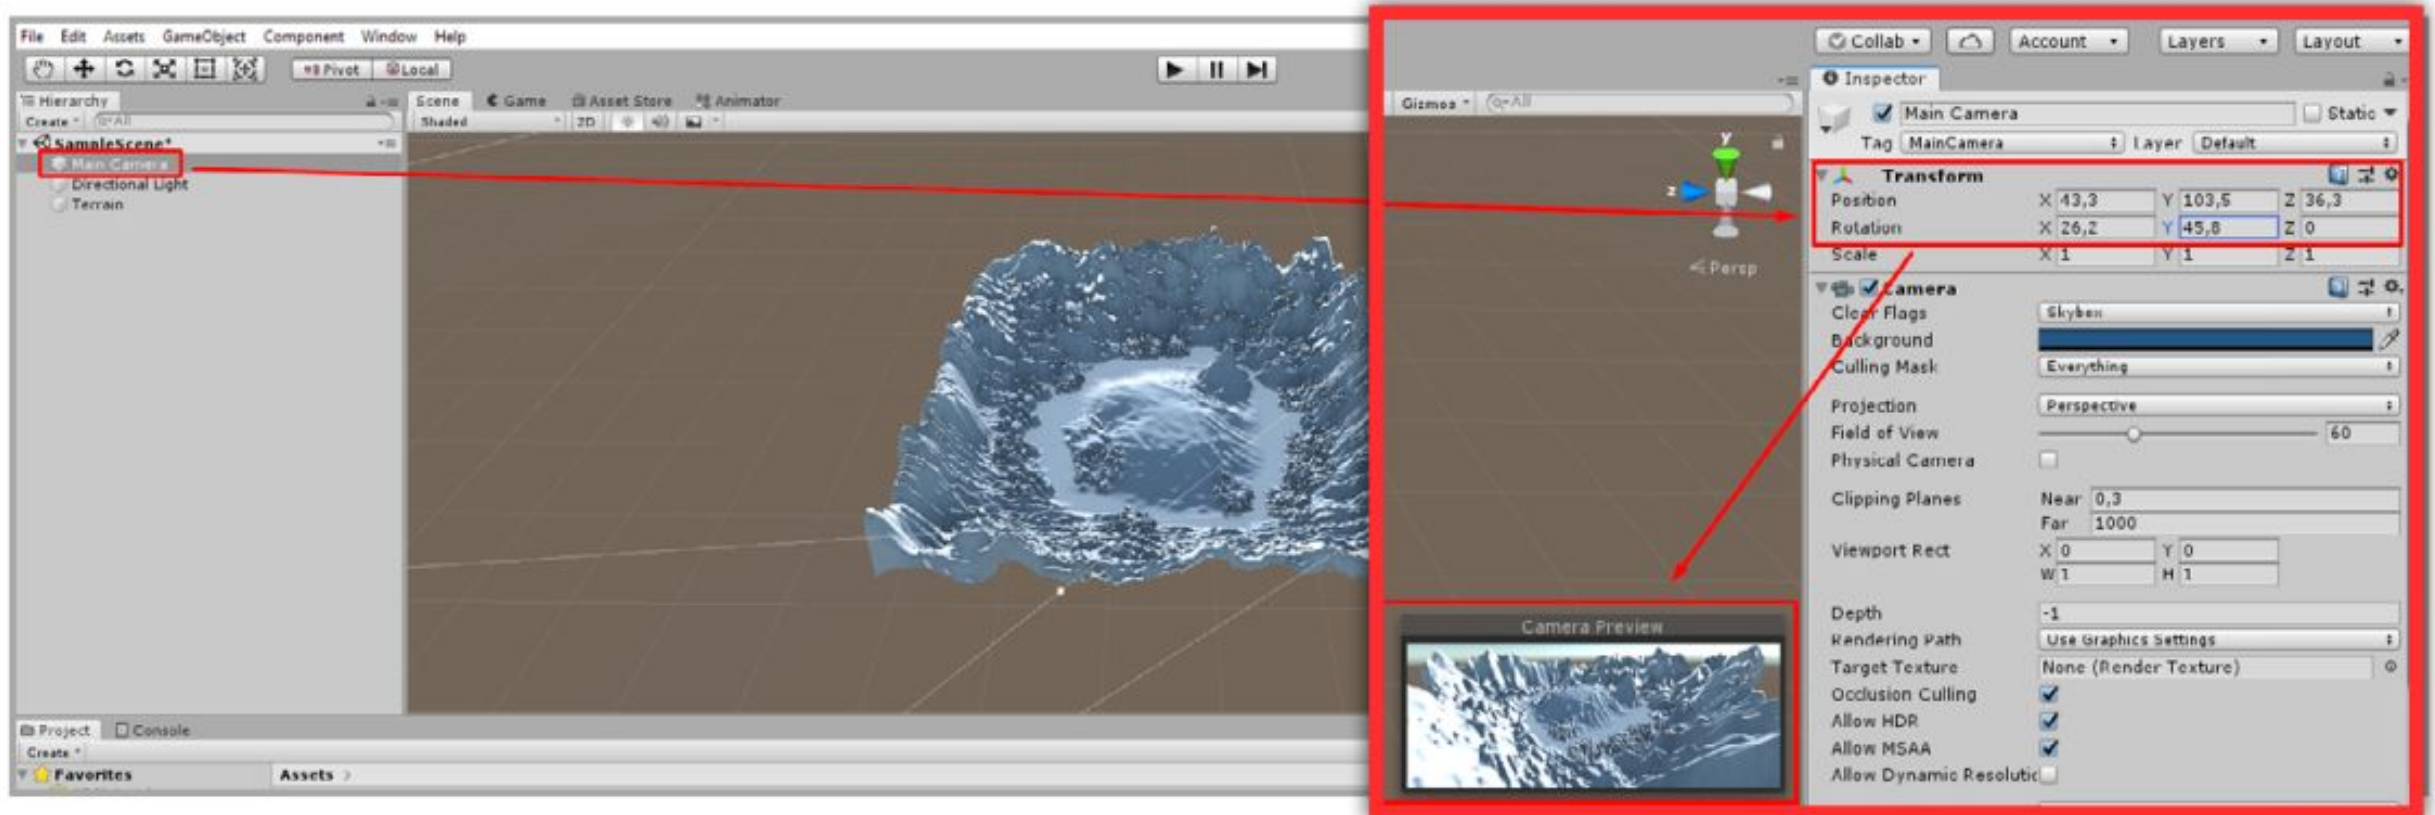 File Edit Assets GameObject Component Window Help
Pivot Local
Hierarchy
Create All
SampleScene*
Main Camera
Directional Light
Terrain
Scene Game Asset Store Animator
Shaded 2D
Gizmos All
y
z
Persp
Camera Preview
Project Console
Create
Favorites
Assets
Collab Account Layers Layout
Inspector
Main Camera Static
Tag MainCamera Layer Default
Transform
Position X 43,3 Y 103,5 Z 36,3
Rotation X 26,2 Y 45,8 Z 0
Scale X 1 Y 1 Z 1
Camera
Clear Flags Skybox
Background
Culling Mask Everything
Projection Perspective
Field of View 60
Physical Camera
Clipping Planes Near 0,3
Far 1000
Viewport Rect X 0 Y 0
W 1 H 1
Depth -1
Rendering Path Use Graphics Settings
Target Texture None (Render Texture)
Occlusion Culling
Allow HDR
Allow MSAA
Allow Dynamic Resolutic